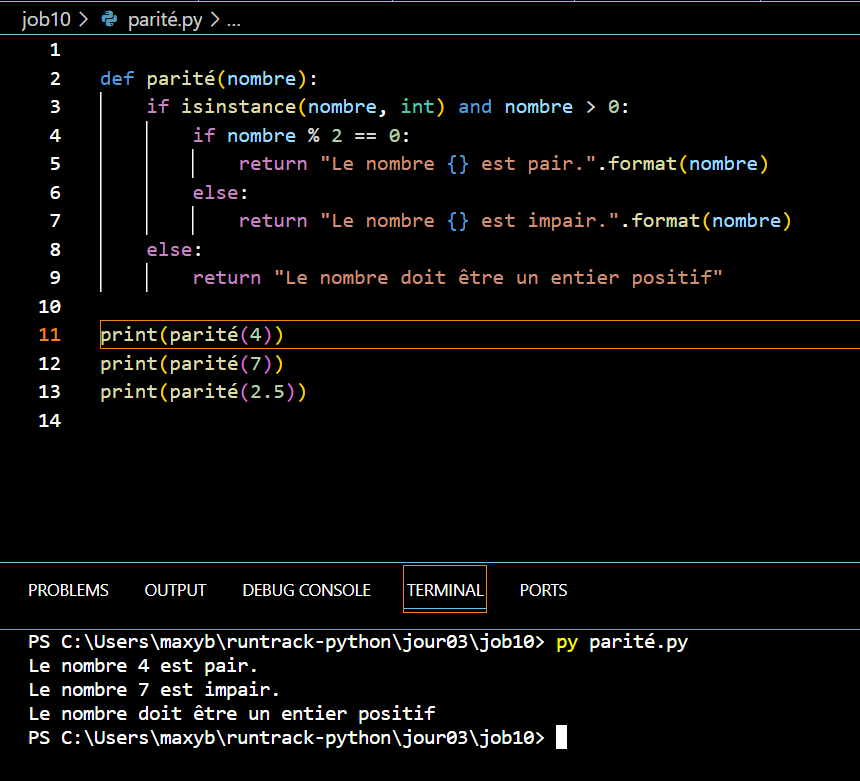 job10 > parité.py > ...
1
2 def parité(nombre):
3 if isinstance(nombre, int) and nombre > 0:
4 if nombre % 2 == 0:
5 return "Le nombre {} est pair.".format(nombre)
6 else:
7 return "Le nombre {} est impair.".format(nombre)
8 else:
9 return "Le nombre doit être un entier positif"
10
11 print(parité(4))
12 print(parité(7))
13 print(parité(2.5))
14
PROBLEMS OUTPUT DEBUG CONSOLE TERMINAL PORTS
PS C:\Users\maxyb\runtrack-python\jour03\job10> py parité.py
Le nombre 4 est pair.
Le nombre 7 est impair.
Le nombre doit être un entier positif
PS C:\Users\maxyb\runtrack-python\jour03\job10>